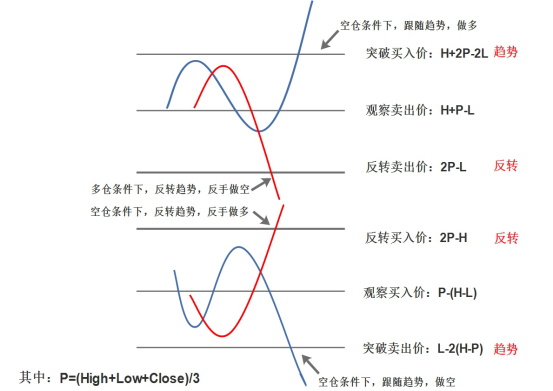 空仓条件下，跟随趋势，做多
突破买入价：H+2P-2L 趋势
观察卖出价：H+P-L
反转卖出价：2P-L 反转
多仓条件下，反转趋势，反手做空
空仓条件下，反转趋势，反手做多
反转买入价：2P-H 反转
观察买入价：P-(H-L)
突破卖出价：L-2(H-P) 趋势
其中：P=(High+Low+Close)/3
空仓条件下，跟随趋势，做空